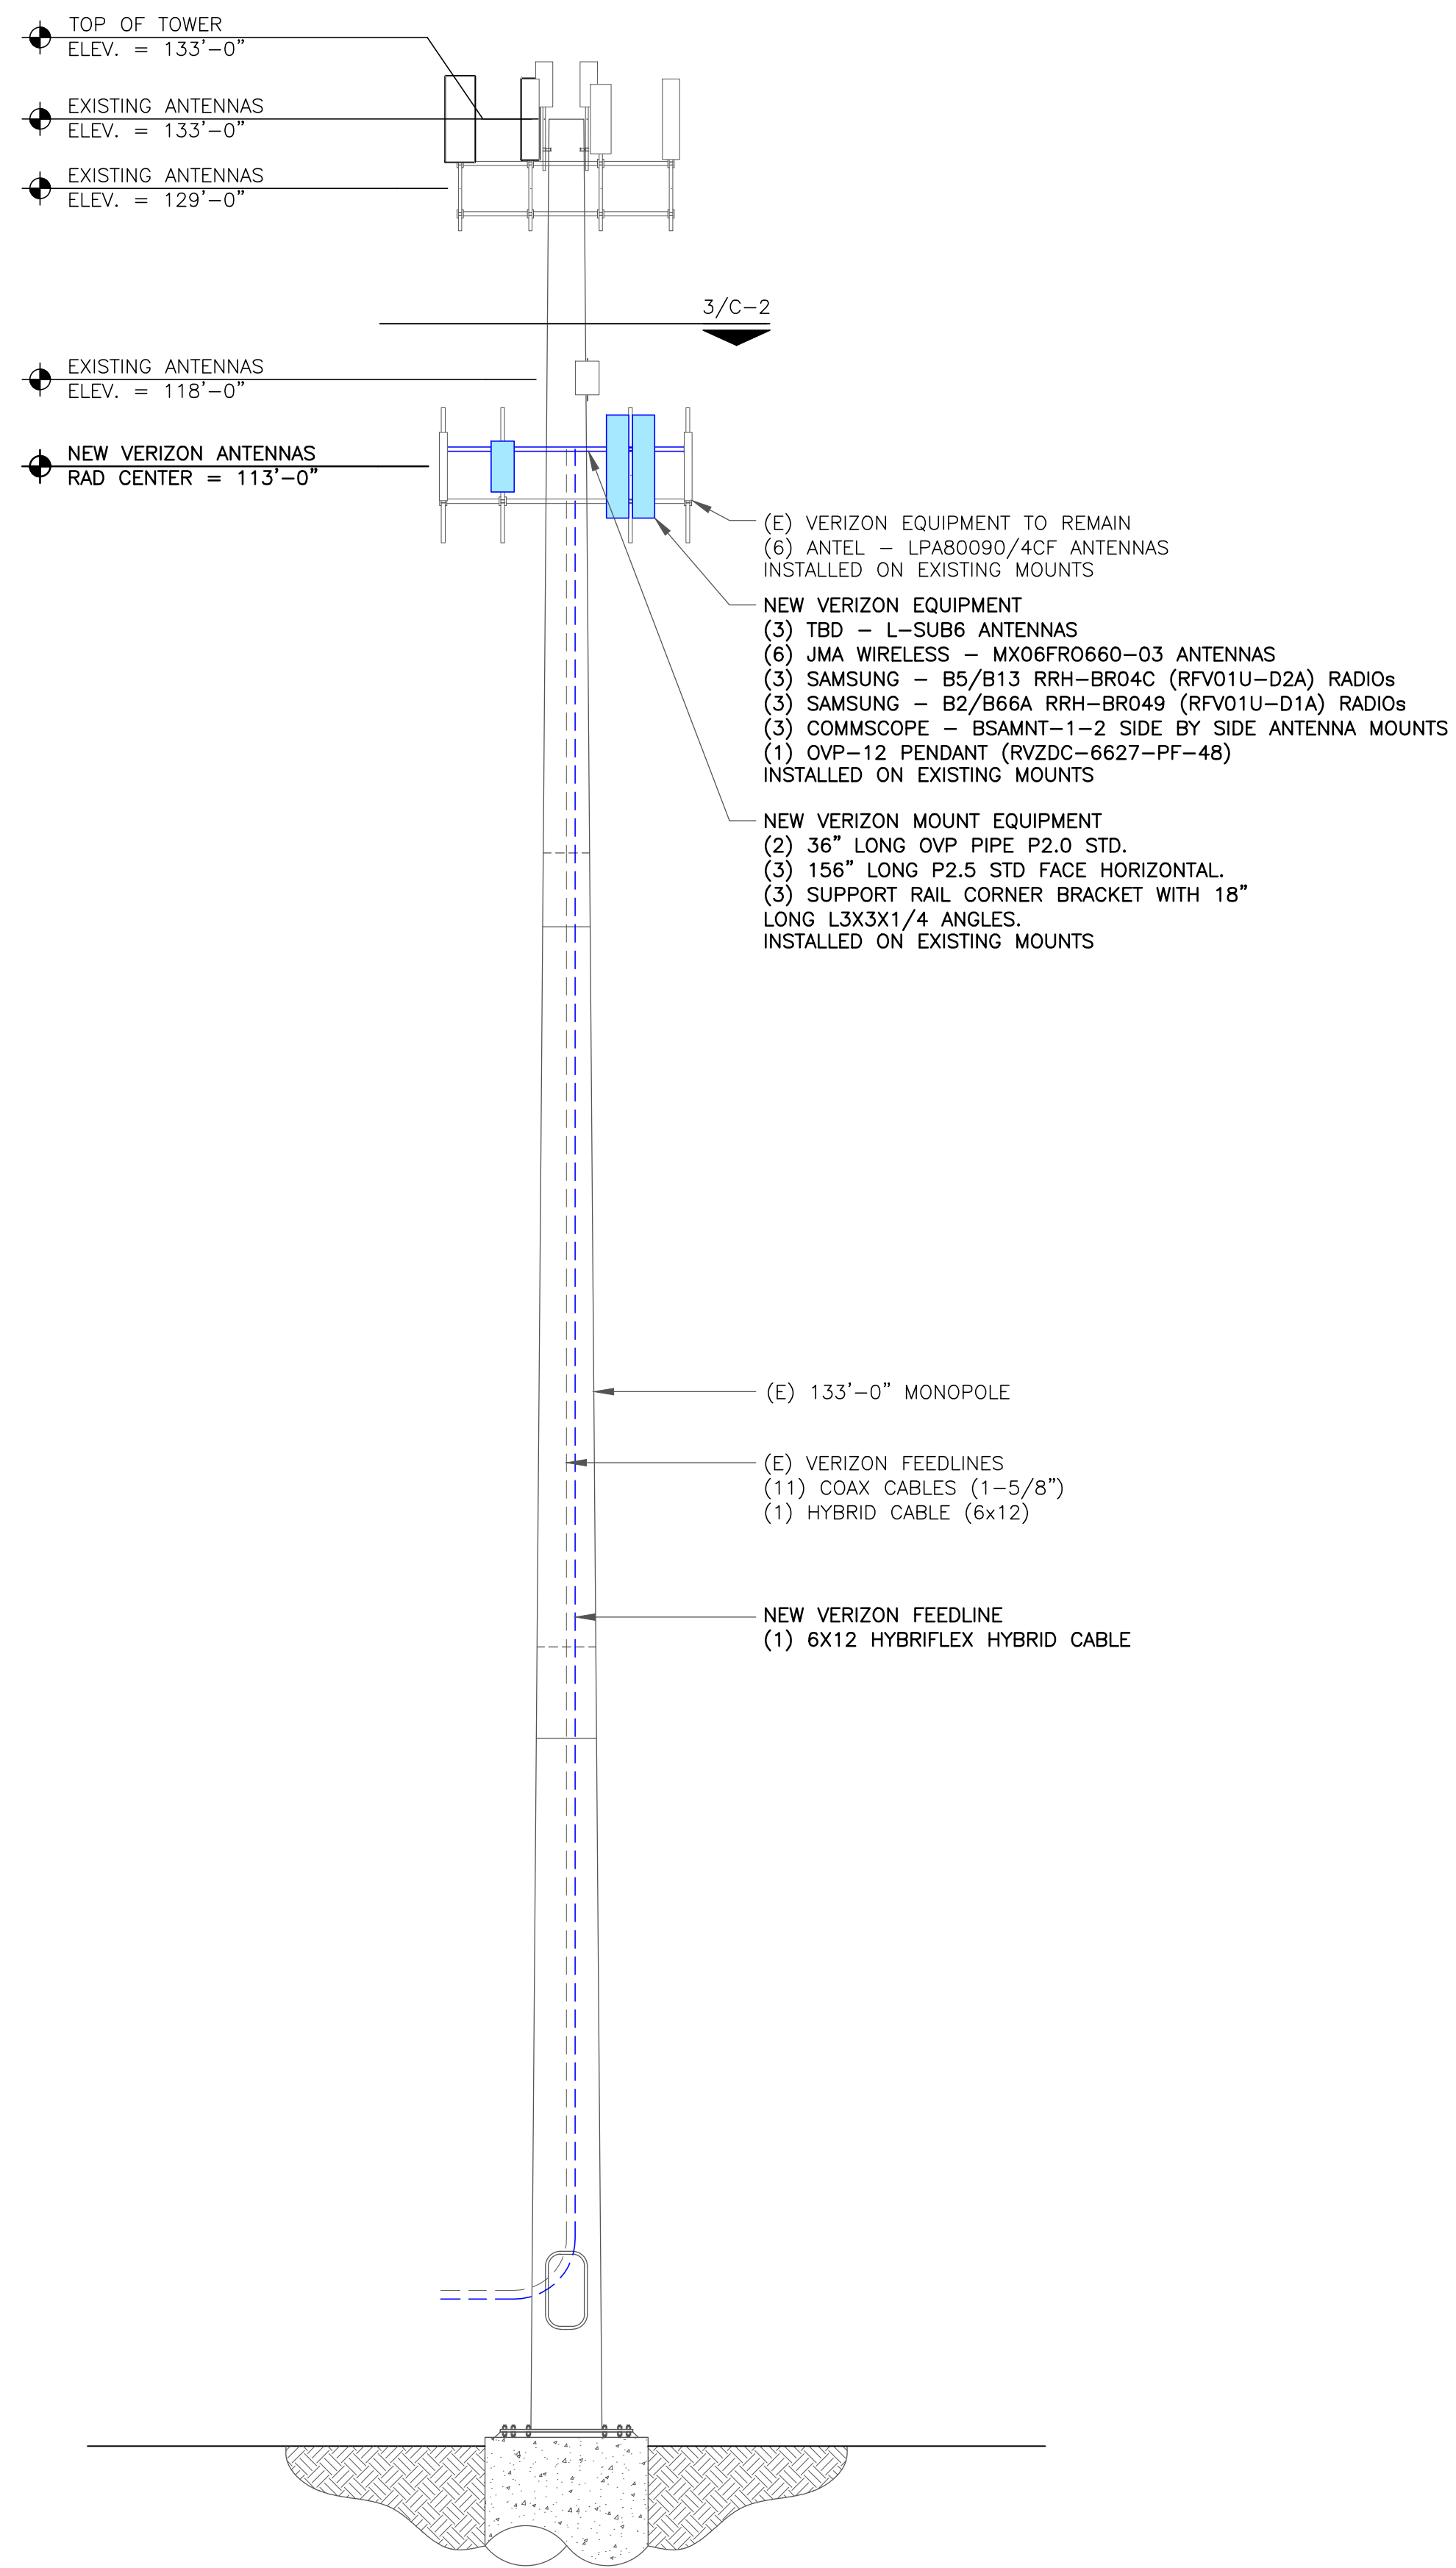 TOP OF TOWER
ELEV. = 133'-0"
EXISTING ANTENNAS
ELEV. = 133'-0"
EXISTING ANTENNAS
ELEV. = 129'-0"
3/C-2
EXISTING ANTENNAS
ELEV. = 118'-0"
NEW VERIZON ANTENNAS
RAD CENTER = 113'-0"
(E) VERIZON EQUIPMENT TO REMAIN
(6) ANTEL - LPA80090/4CF ANTENNAS
INSTALLED ON EXISTING MOUNTS
NEW VERIZON EQUIPMENT
(3) TBD - L-SUB6 ANTENNAS
(6) JMA WIRELESS - MX06FRO660-03 ANTENNAS
(3) SAMSUNG - B5/B13 RRH-BR04C (RFV01U-D2A) RADIOs
(3) SAMSUNG - B2/B66A RRH-BR049 (RFV01U-D1A) RADIOs
(3) COMMSCOPE - BSAMNT-1-2 SIDE BY SIDE ANTENNA MOUNTS
(1) OVP-12 PENDANT (RVZDC-6627-PF-48)
INSTALLED ON EXISTING MOUNTS
NEW VERIZON MOUNT EQUIPMENT
(2) 36" LONG OVP PIPE P2.0 STD.
(3) 156" LONG P2.5 STD FACE HORIZONTAL.
(3) SUPPORT RAIL CORNER BRACKET WITH 18"
LONG L3X3X1/4 ANGLES.
INSTALLED ON EXISTING MOUNTS
(E) 133'-0" MONOPOLE
(E) VERIZON FEEDLINES
(11) COAX CABLES (1-5/8")
(1) HYBRID CABLE (6x12)
NEW VERIZON FEEDLINE
(1) 6X12 HYBRIFLEX HYBRID CABLE